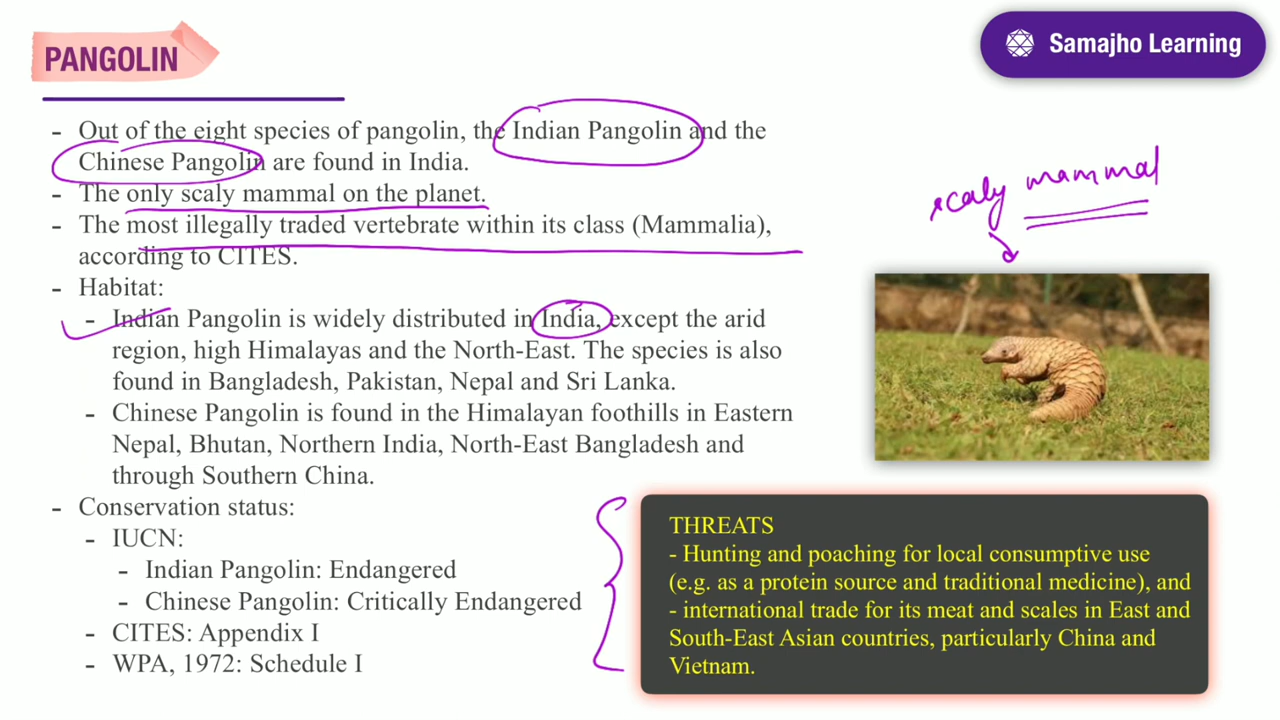 PANGOLIN
Samajho Learning
- Out of the eight species of pangolin, the Indian Pangolin and the
Chinese Pangolin are found in India.
- The only scaly mammal on the planet.
- The most illegally traded vertebrate within its class (Mammalia),
according to CITES.
- Habitat:
- Indian Pangolin is widely distributed in India, except the arid
region, high Himalayas and the North-East. The species is also
found in Bangladesh, Pakistan, Nepal and Sri Lanka.
- Chinese Pangolin is found in the Himalayan foothills in Eastern
Nepal, Bhutan, Northern India, North-East Bangladesh and
through Southern China.
- Conservation status:
- IUCN:
- Indian Pangolin: Endangered
- Chinese Pangolin: Critically Endangered
- CITES: Appendix I
- WPA, 1972: Schedule I
scaly mammal
THREATS
- Hunting and poaching for local consumptive use
(e.g. as a protein source and traditional medicine), and
- international trade for its meat and scales in East and
South-East Asian countries, particularly China and
Vietnam.